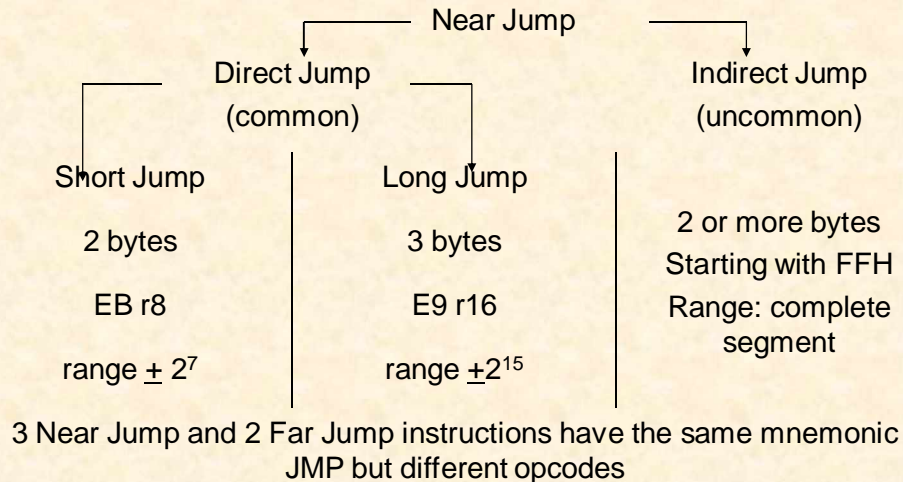 Near Jump
Direct Jump
(common)
Indirect Jump
(uncommon)
Short Jump
2 bytes
EB r8
range ± 2⁷
Long Jump
3 bytes
E9 r16
range ±2¹⁵
2 or more bytes
Starting with FFH
Range: complete
segment
3 Near Jump and 2 Far Jump instructions have the same mnemonic
JMP but different opcodes